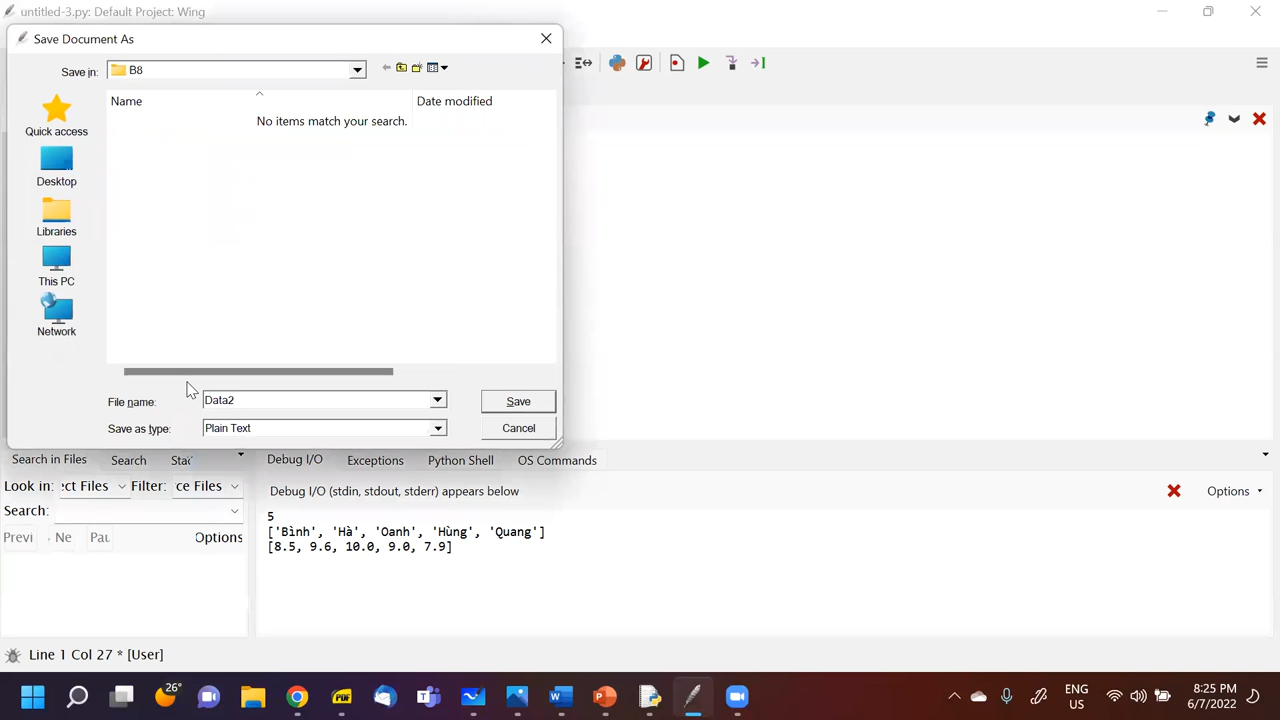 untitled-3.py: Default Project: Wing
Save Document As
Save in:
B8
Name
Date modified
No items match your search.
Quick access
Desktop
Libraries
This PC
Network
File name:
Data2
Save
Save as type:
Plain Text
Cancel
Search in Files
Search
Stac
Debug I/O
Exceptions
Python Shell
OS Commands
Look in:
ect Files
Filter:
ce Files
Debug I/O (stdin, stdout, stderr) appears below
Options
Search:
Previ
Ne
Pau
Options
5
['Bình', 'Hà', 'Oanh', 'Hùng', 'Quang']
[8.5, 9.6, 10.0, 9.0, 7.9]
Line 1 Col 27 * [User]
26°
PDF
ENG
US
8:25 PM
6/7/2022